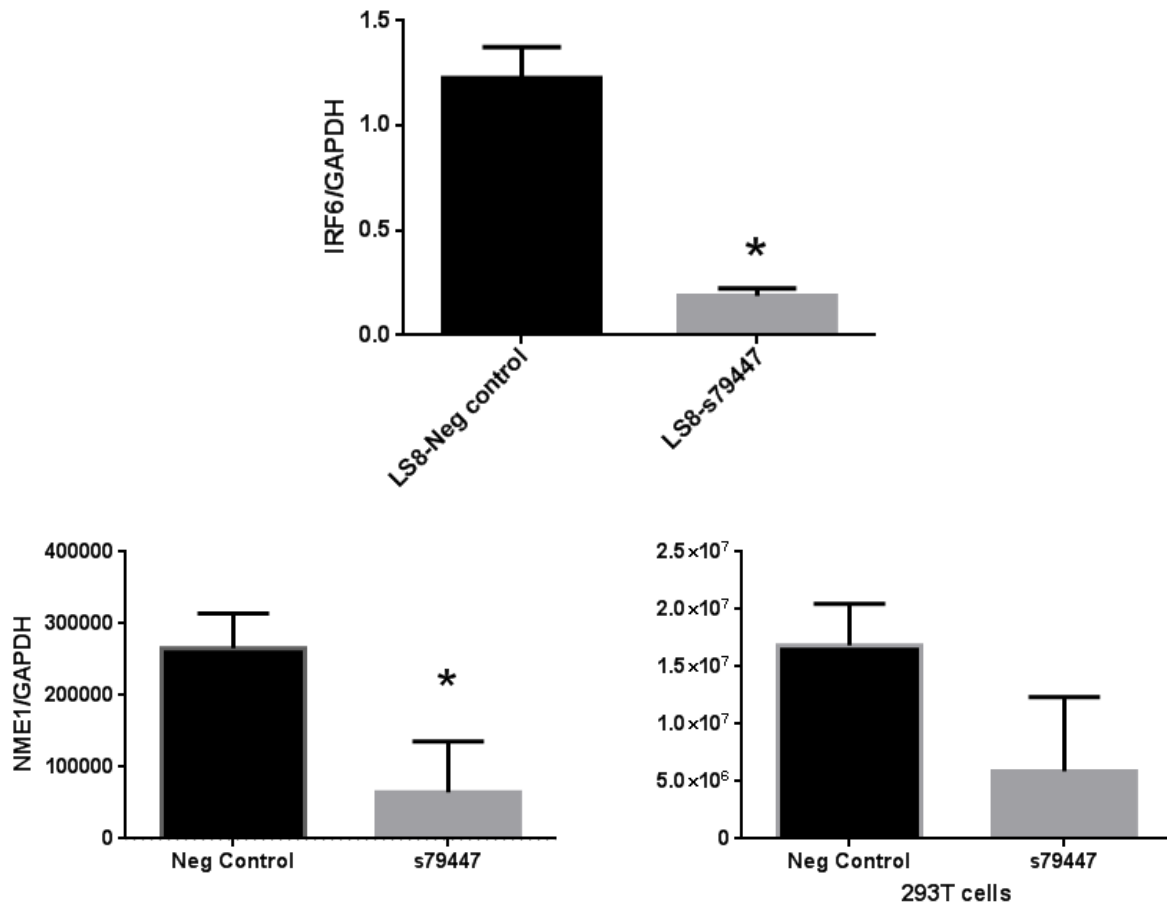 1.5
1.0
0.5
0.0
IRF6/GAPDH
*
LS8-Neg control
LS8-s79447
400000
300000
200000
100000
0
NME1/GAPDH
*
Neg Control
s79447
2.5×10⁷
2.0×10⁷
1.5×10⁷
1.0×10⁷
5.0×10⁶
0
Neg Control
s79447
293T cells